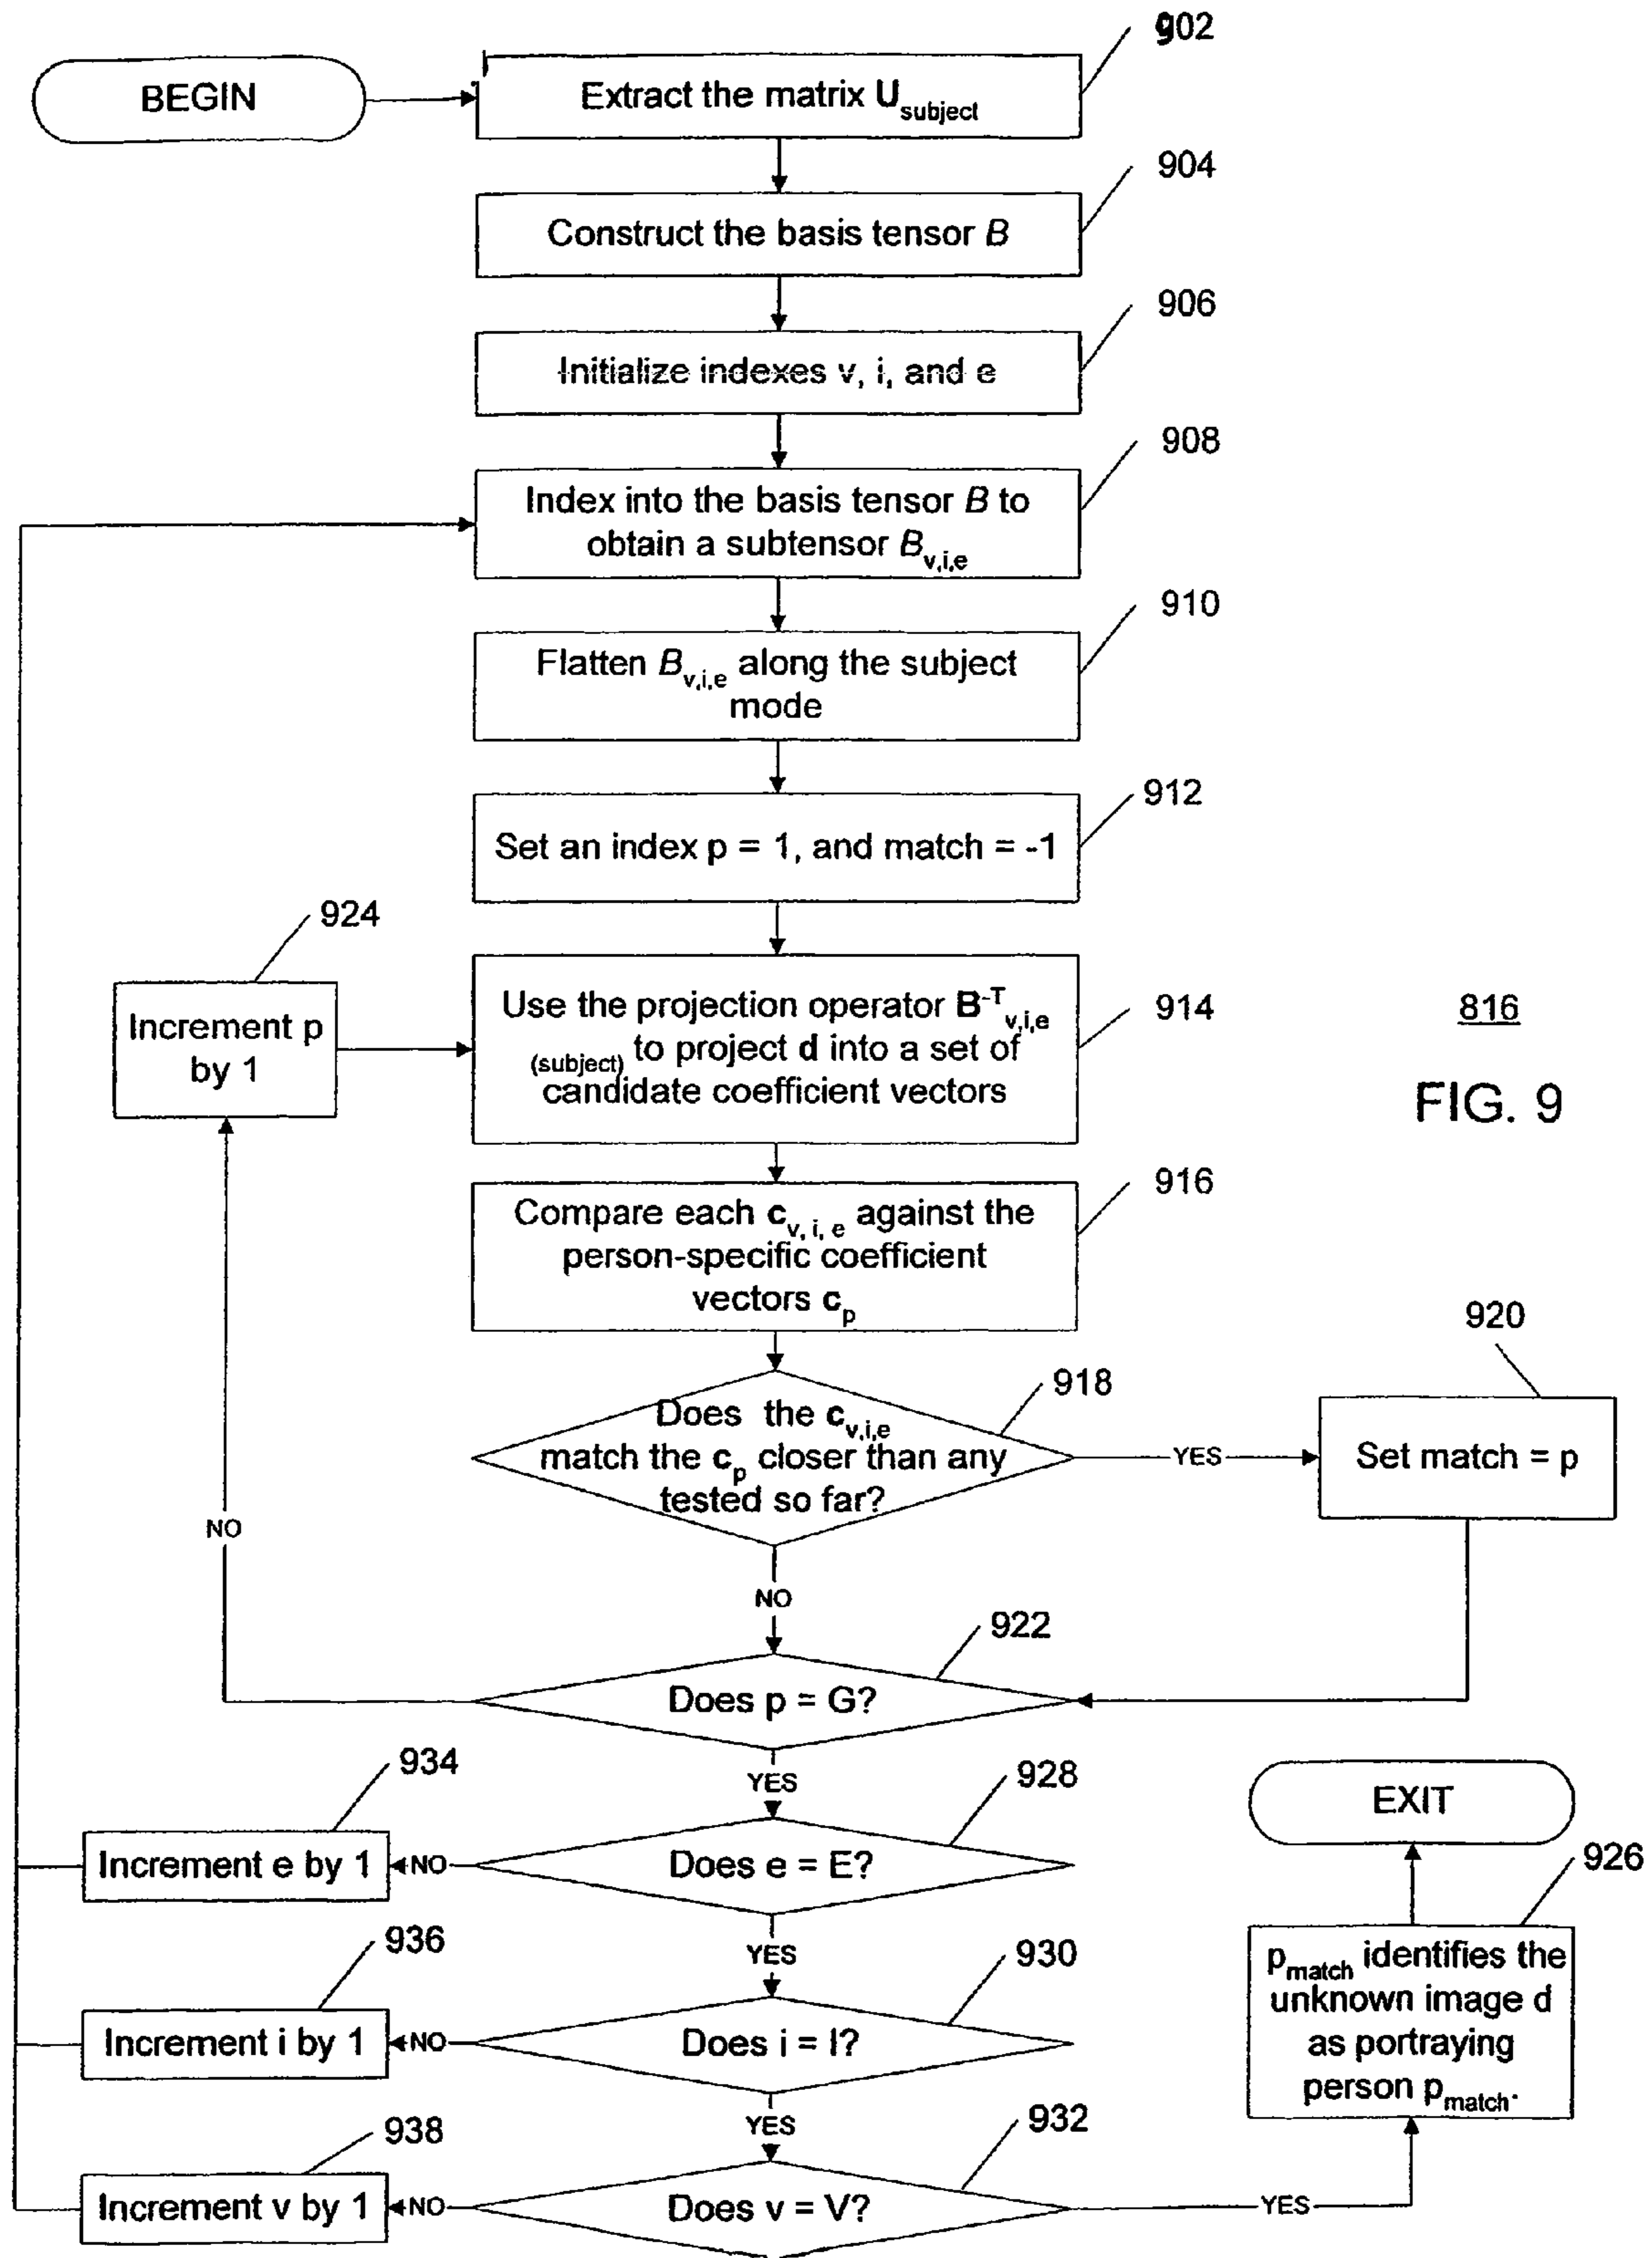 902
BEGIN
Extract the matrix U_subject
904
Construct the basis tensor B
906
Initialize indexes v, i, and e
908
Index into the basis tensor B to
obtain a subtensor B_v,i,e
910
Flatten B_v,i,e along the subject
mode
912
Set an index p = 1, and match = -1
924
Increment p
by 1
Use the projection operator B^-T_v,i,e
(subject) to project d into a set of
candidate coefficient vectors
914
816
FIG. 9
916
Compare each c_v, i, e against the
person-specific coefficient
vectors c_p
920
918
Does the c_v,i,e
match the c_p closer than any
tested so far?
YES
Set match = p
NO
NO
922
Does p = G?
934
YES
928
EXIT
Increment e by 1
NO
Does e = E?
926
936
YES
930
p_match identifies the
unknown image d
as portraying
person p_match.
Increment i by 1
NO
Does i = I?
938
YES
932
Increment v by 1
NO
Does v = V?
YES